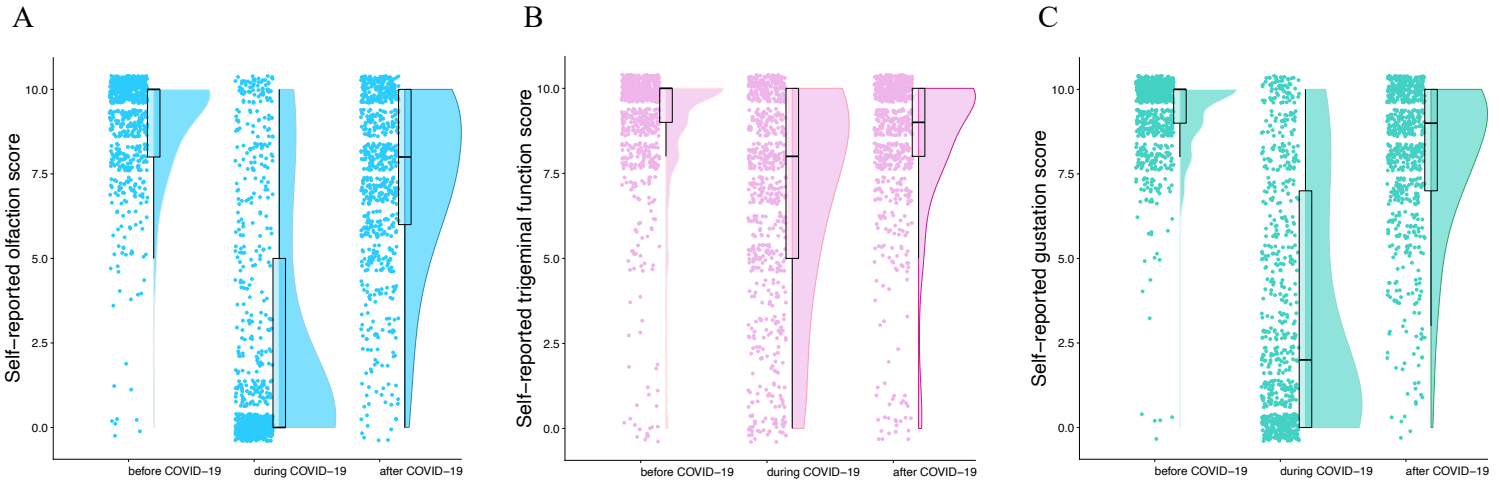 A
B
C
Self-reported olfaction score
10.0
7.5
5.0
2.5
0.0
before COVID-19
during COVID-19
after COVID-19
Self-reported trigeminal function score
10.0
7.5
5.0
2.5
0.0
before COVID-19
during COVID-19
after COVID-19
Self-reported gustation score
10.0
7.5
5.0
2.5
0.0
before COVID-19
during COVID-19
after COVID-19